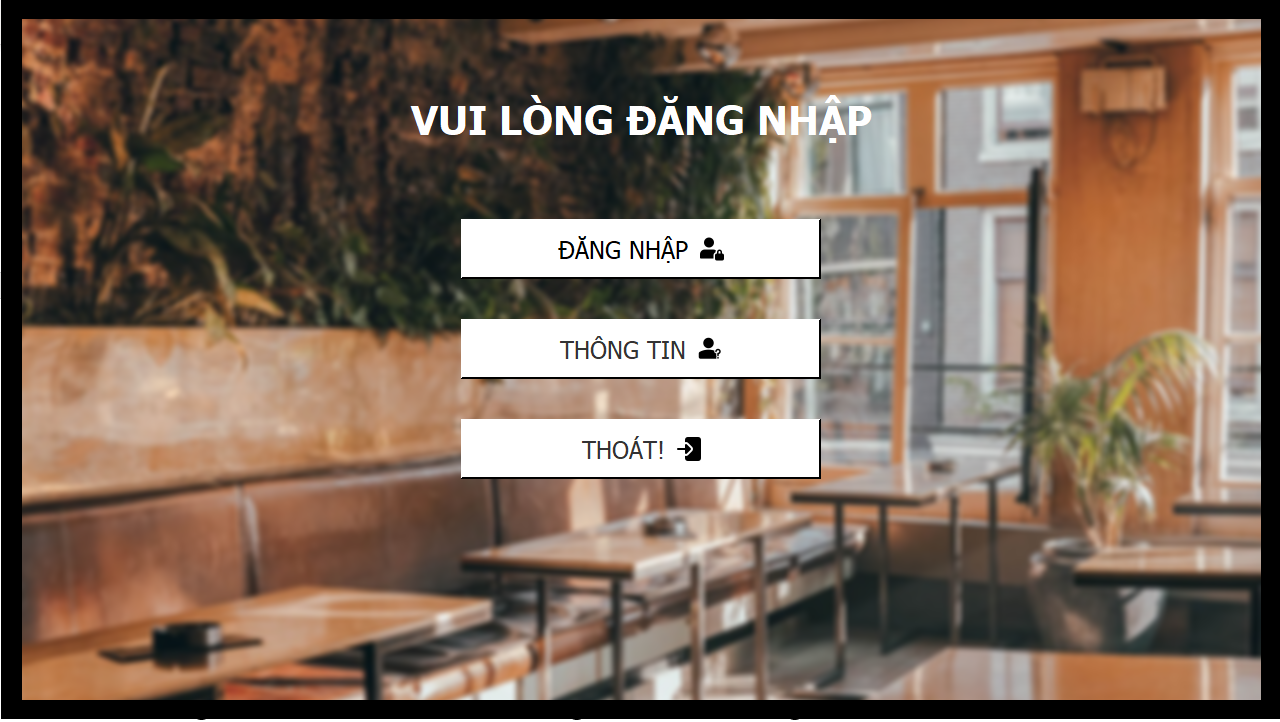 VUI LÒNG ĐĂNG NHẬP
ĐĂNG NHẬP
THÔNG TIN
THOÁT!